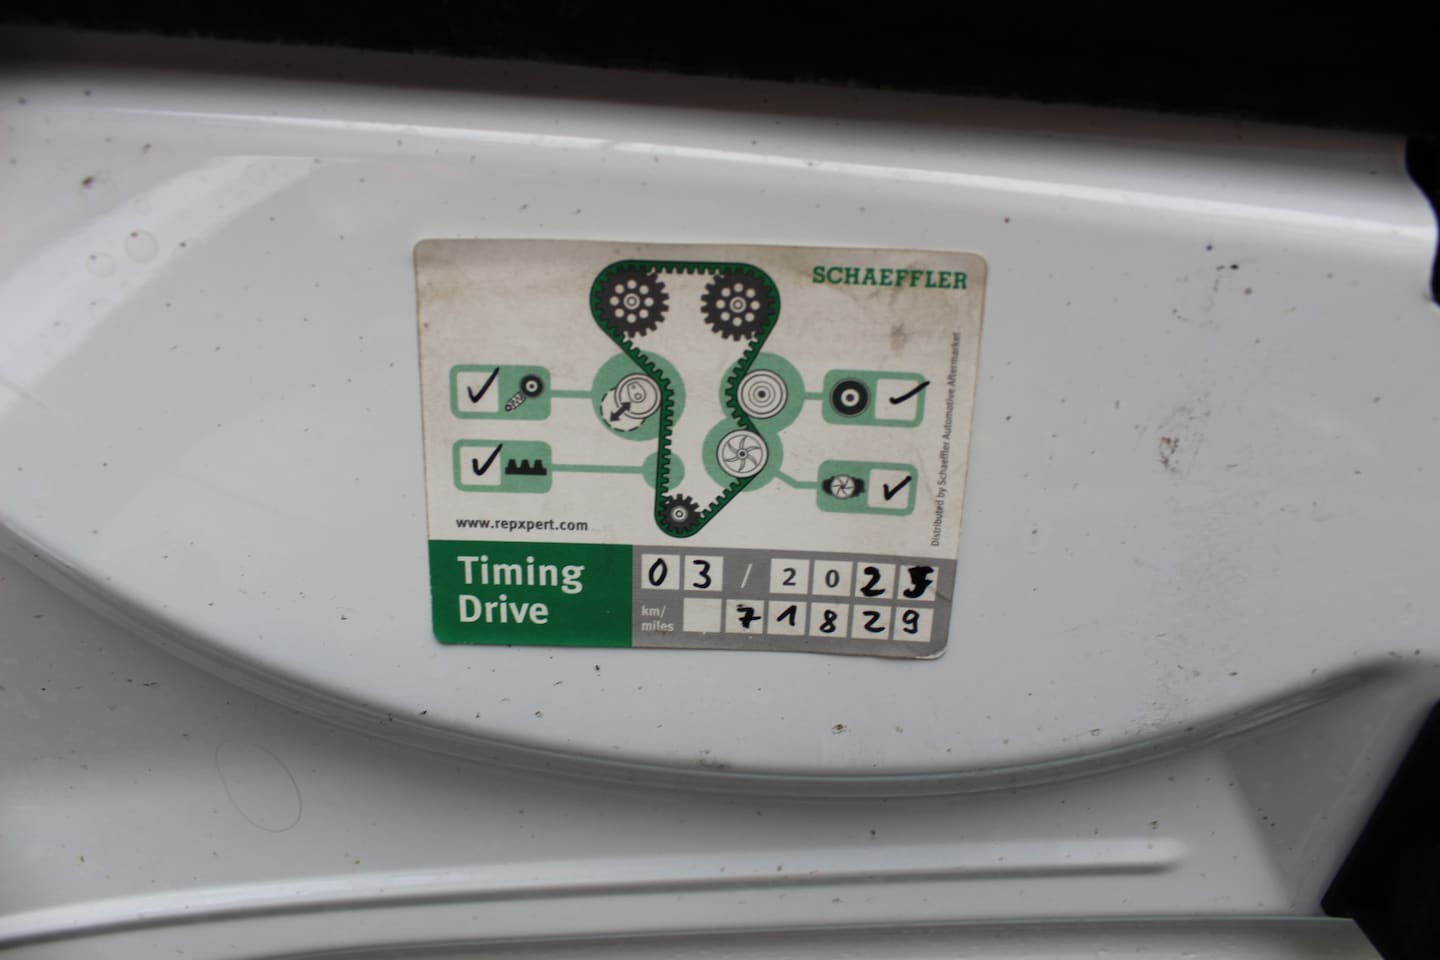 SCHAEFFLER
Distributed by Schaeffler Automotive Aftermarket
www.repxpert.com
Timing
Drive
03 / 202
km/
miles
71829